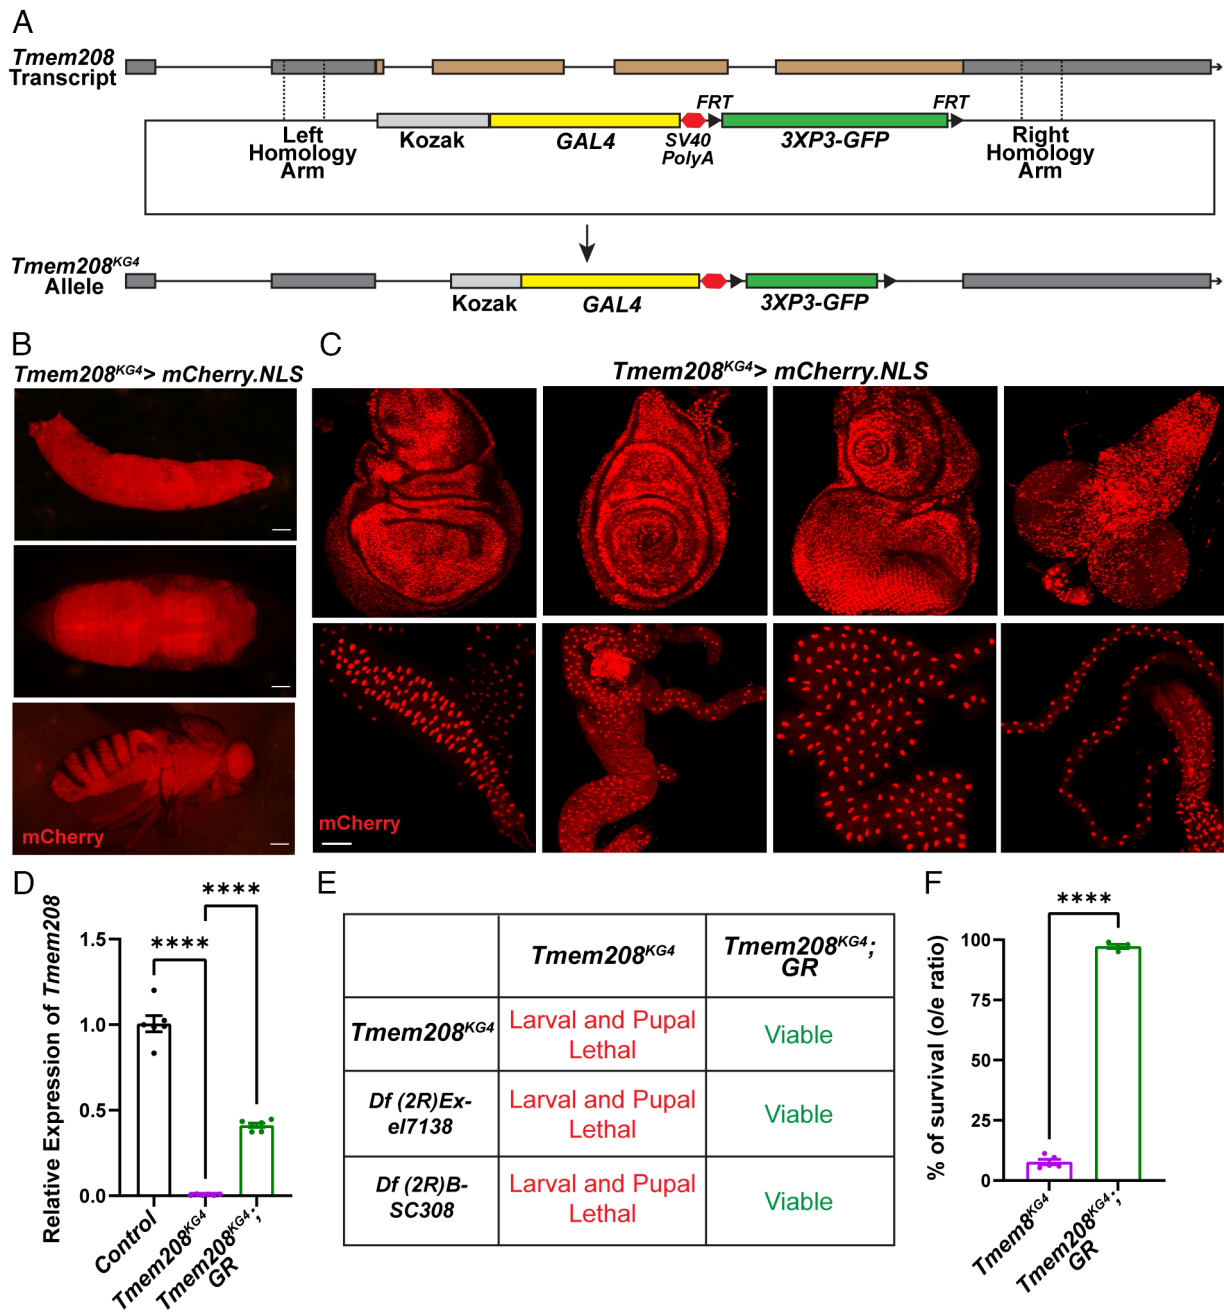 A
Tmem208
Transcript
FRT
FRT
Left
Homology
Arm
Kozak
GAL4
SV40
PolyA
3XP3-GFP
Right
Homology
Arm
Tmem208KG4
Allele
Kozak
GAL4
3XP3-GFP
B
Tmem208KG4> mCherry.NLS
mCherry
C
Tmem208KG4> mCherry.NLS
mCherry
D
Relative Expression of Tmem208
****
****
1.5
1.0
0.5
0.0
Control
Tmem208KG4
Tmem208KG4;
GR
E
Tmem208KG4
Tmem208KG4;
GR
Tmem208KG4
Larval and Pupal
Lethal
Viable
Df (2R)Ex-
el7138
Larval and Pupal
Lethal
Viable
Df (2R)B-
SC308
Larval and Pupal
Lethal
Viable
F
% of survival (o/e ratio)
****
100
75
50
25
0
Tmem8KG4
Tmem208KG4;
GR